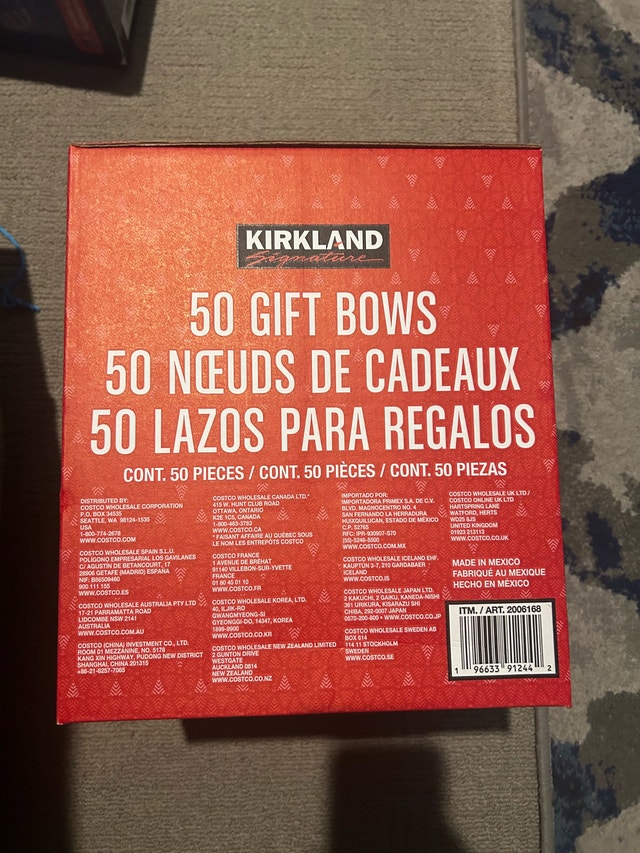 KIRKLAND
Signature
50 GIFT BOWS
50 NŒUDS DE CADEAUX
50 LAZOS PARA REGALOS
CONT. 50 PIECES / CONT. 50 PIÈCES / CONT. 50 PIEZAS
DISTRIBUTED BY:
COSTCO WHOLESALE CORPORATION
P.O. BOX 34535
SEATTLE, WA 98124-1535
USA
1-800-774-2678
WWW.COSTCO.COM
COSTCO WHOLESALE SPAIN S.L.U.
POLÍGONO EMPRESARIAL LOS GAVILANES
C/ AGUSTÍN DE BETANCOURT, 17
28906 GETAFE (MADRID) ESPAÑA
NIF: B86509460
900 111 155
WWW.COSTCO.ES
COSTCO WHOLESALE AUSTRALIA PTY LTD
17-21 PARRAMATTA ROAD
LIDCOMBE NSW 2141
AUSTRALIA
WWW.COSTCO.COM.AU
COSTCO (CHINA) INVESTMENT CO., LTD.
ROOM 01 MEZZANINE, NO. 5178
KANG XIN HIGHWAY, PUDONG NEW DISTRICT
SHANGHAI, CHINA 201315
+86-21-6257-7065
COSTCO WHOLESALE CANADA LTD.*
415 W. HUNT CLUB ROAD
OTTAWA, ONTARIO
K2E 1C5, CANADA
1-800-463-3783
WWW.COSTCO.CA
* FAISANT AFFAIRE AU QUÉBEC SOUS
LE NOM LES ENTREPÔTS COSTCO
COSTCO FRANCE
1 AVENUE DE BRÉHAT
91140 VILLEBON-SUR-YVETTE
FRANCE
01 80 45 01 10
WWW.COSTCO.FR
COSTCO WHOLESALE KOREA, LTD.
40, ILJIK-RO
GWANGMYEONG-SI
GYEONGGI-DO, 14347, KOREA
1899-9900
WWW.COSTCO.CO.KR
COSTCO WHOLESALE NEW ZEALAND LIMITED
2 GUNTON DRIVE
WESTGATE
AUCKLAND 0814
NEW ZEALAND
WWW.COSTCO.CO.NZ
IMPORTADO POR:
IMPORTADORA PRIMEX S.A. DE C.V.
BLVD. MAGNOCENTRO NO. 4
SAN FERNANDO LA HERRADURA
HUIXQUILUCAN, ESTADO DE MÉXICO
C.P. 52765
RFC: IPR-930907-S70
(55)-5246-5500
WWW.COSTCO.COM.MX
COSTCO WHOLESALE ICELAND EHF.
KAUPTÚN 3-7, 210 GARÐABÆR
ICELAND
WWW.COSTCO.IS
COSTCO WHOLESALE JAPAN LTD.
2 KAKUCHI, 2 GAIKU, KANEDA-NISHI
361 URIKURA, KISARAZU SHI
CHIBA, 292-0007 JAPAN
0570-200-800 • WWW.COSTCO.CO.JP
COSTCO WHOLESALE SWEDEN AB
BOX 614
114 11 STOCKHOLM
SWEDEN
WWW.COSTCO.SE
COSTCO WHOLESALE UK LTD /
COSTCO ONLINE UK LTD
HARTSPRING LANE
WATFORD, HERTS
WD25 8JS
UNITED KINGDOM
01923 213113
WWW.COSTCO.CO.UK
MADE IN MEXICO
FABRIQUÉ AU MEXIQUE
HECHO EN MÉXICO
ITM. / ART. 2006168
1 96633 91244 2